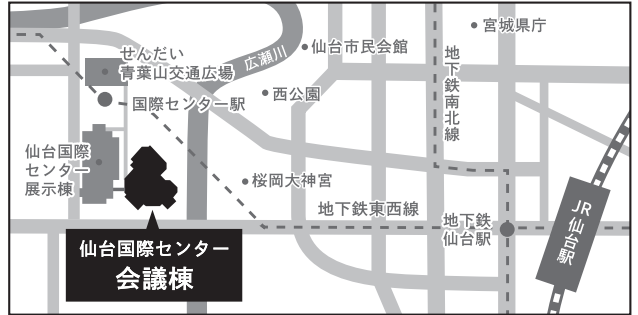 せんだい
青葉山交通広場
広瀬川
仙台市民会館
宮城県庁
地下鉄南北線
国際センター駅
西公園
仙台国際
センター
展示棟
桜岡大神宮
地下鉄東西線
地下鉄
仙台駅
JR仙台駅
仙台国際センター
会議棟